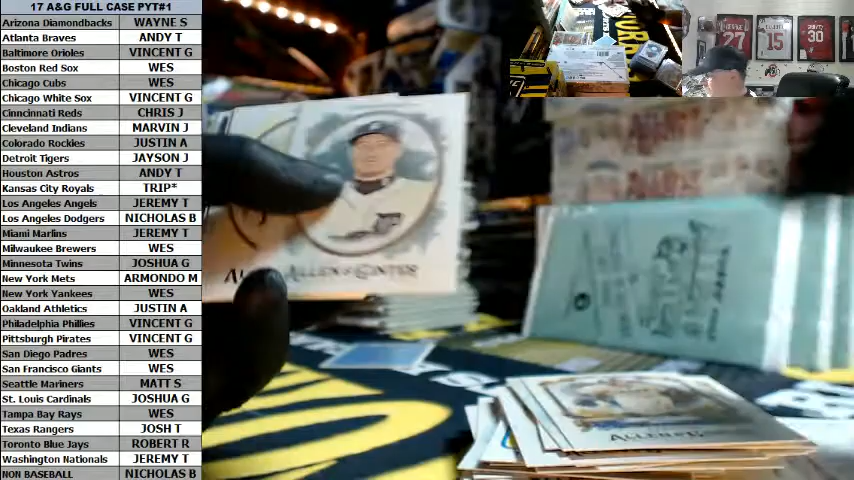 17 A&G FULL CASE PYT#1
Arizona Diamondbacks WAYNE S
Atlanta Braves ANDY T
Baltimore Orioles VINCENT G
Boston Red Sox WES
Chicago Cubs WES
Chicago White Sox VINCENT G
Cinncinnati Reds CHRIS J
Cleveland Indians MARVIN J
Colorado Rockies JUSTIN A
Detroit Tigers JAYSON J
Houston Astros ANDY T
Kansas City Royals TRIP*
Los Angeles Angels JEREMY T
Los Angeles Dodgers NICHOLAS B
Miami Marlins JEREMY T
Milwaukee Brewers WES
Minnesota Twins JOSHUA G
New York Mets ARMONDO M
New York Yankees WES
Oakland Athletics JUSTIN A
Philadelphia Phillies VINCENT G
Pittsburgh Pirates VINCENT G
San Diego Padres WES
San Francisco Giants WES
Seattle Mariners MATT S
St. Louis Cardinals JOSHUA G
Tampa Bay Rays WES
Texas Rangers JOSH T
Toronto Blue Jays ROBERT R
Washington Nationals JEREMY T
NON BASEBALL NICHOLAS B
27
15
30
ALLEN & GINTER
ALLEN &